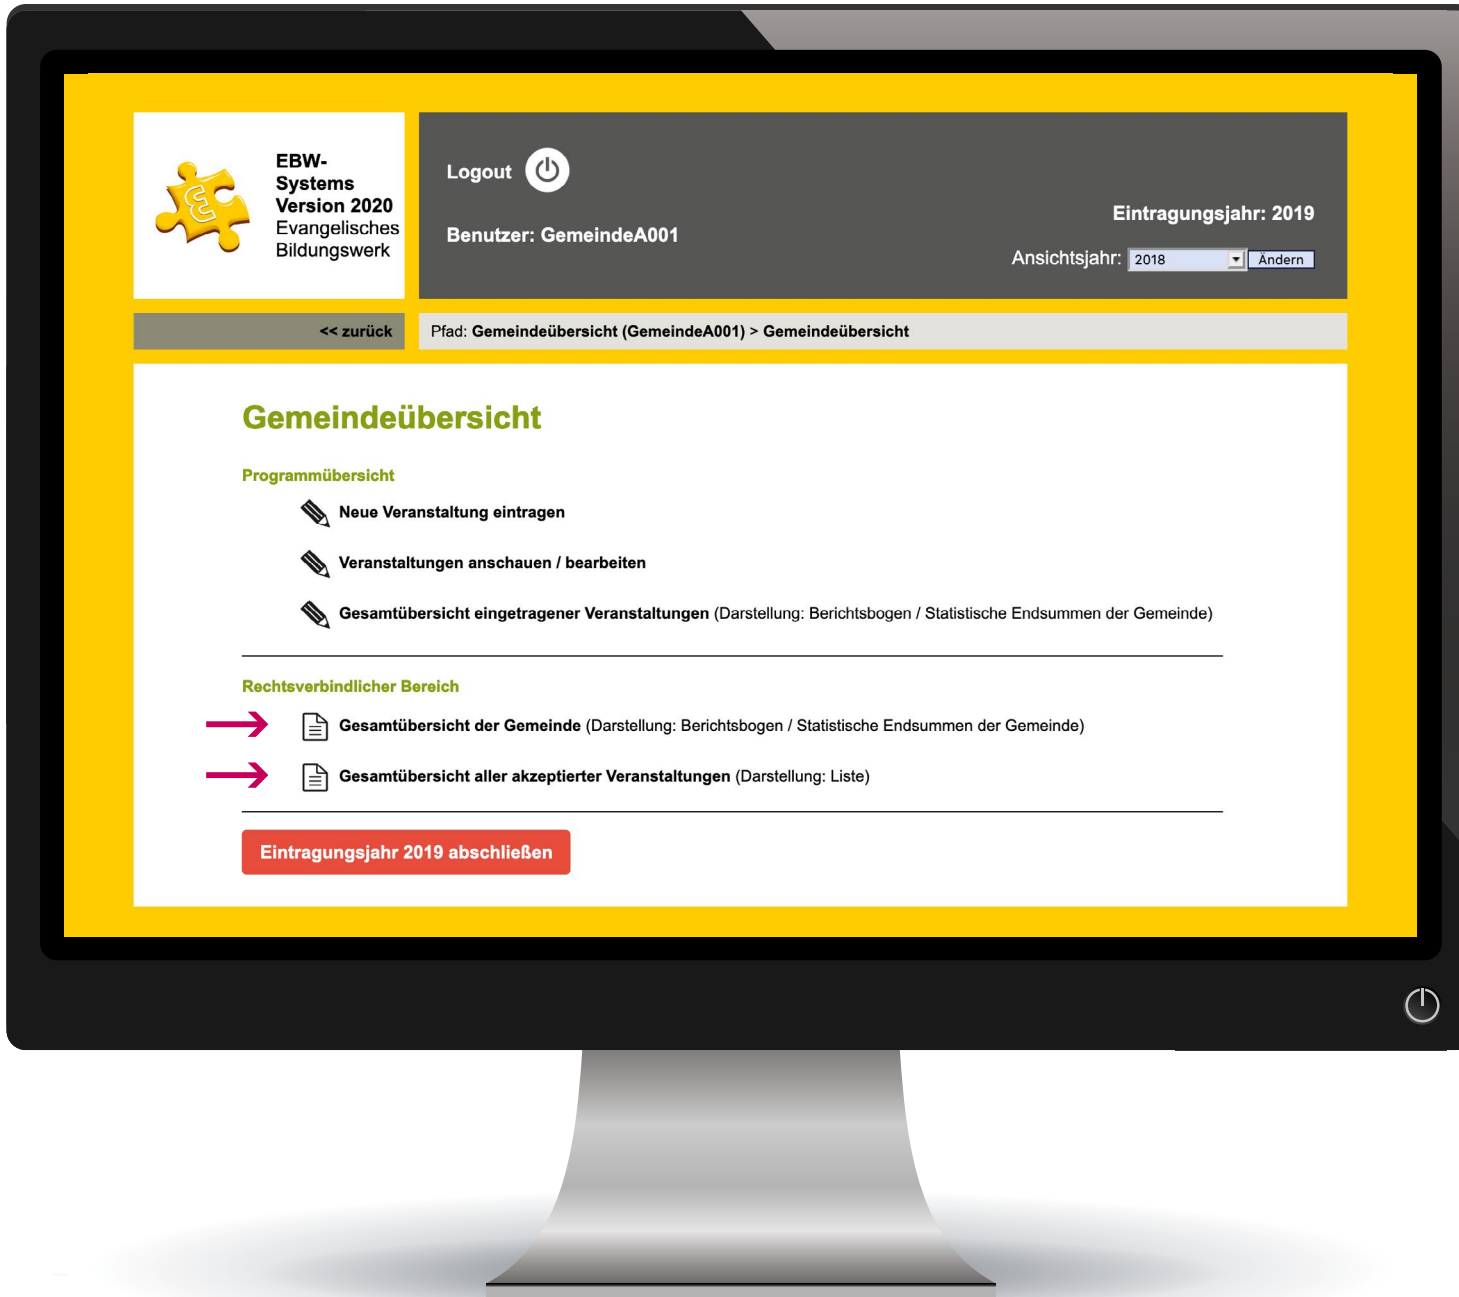 EBW-
Systems
Version 2020
Evangelisches
Bildungswerk
Logout
Benutzer: GemeindeA001
Eintragungsjahr: 2019
Ansichtsjahr: 2018 Ändern
<< zurück
Pfad: Gemeindeübersicht (GemeindeA001) > Gemeindeübersicht
Gemeindeübersicht
Programmübersicht
Neue Veranstaltung eintragen
Veranstaltungen anschauen / bearbeiten
Gesamtübersicht eingetragener Veranstaltungen (Darstellung: Berichtsbogen / Statistische Endsummen der Gemeinde)
Rechtsverbindlicher Bereich
Gesamtübersicht der Gemeinde (Darstellung: Berichtsbogen / Statistische Endsummen der Gemeinde)
Gesamtübersicht aller akzeptierter Veranstaltungen (Darstellung: Liste)
Eintragungsjahr 2019 abschließen